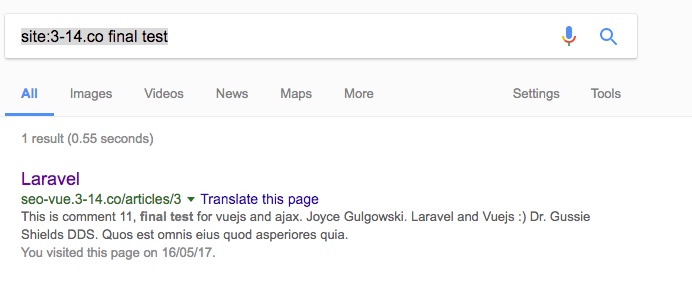 site:3-14.co final test
All Images Videos News Maps More Settings Tools
1 result (0.55 seconds)
Laravel
seo-vue.3-14.co/articles/3 Translate this page
This is comment 11, final test for vuejs and ajax. Joyce Gulgowski. Laravel and Vuejs :) Dr. Gussie
Shields DDS. Quos est omnis eius quod asperiores quia.
You visited this page on 16/05/17.